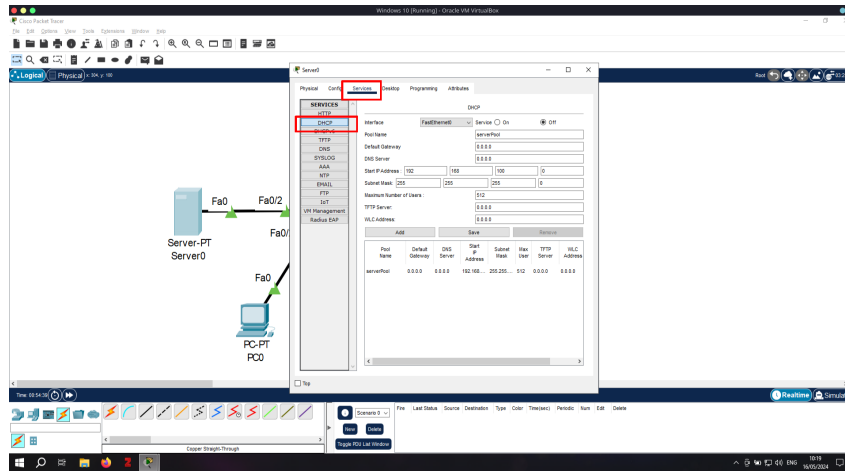 Windows 10 [Running] - Oracle VM VirtualBox
Cisco Packet Tracer
File Edit Options View Tools Extensions Window Help
Logical Physical x: 304, y: 100
Root
Server0
Physical Config Services Desktop Programming Attributes
SERVICES
HTTP
DHCP
DHCPv6
TFTP
DNS
SYSLOG
AAA
NTP
EMAIL
FTP
IoT
VM Management
Radius EAP
DHCP
Interface FastEthernet0 Service On Off
Pool Name serverPool
Default Gateway 0.0.0.0
DNS Server 0.0.0.0
Start IP Address : 192 168 100 0
Subnet Mask: 255 255 255 0
Maximum Number of Users : 512
TFTP Server: 0.0.0.0
WLC Address: 0.0.0.0
Add Save Remove
Pool Name Default Gateway DNS Server Start IP Address Subnet Mask Max User TFTP Server WLC Address
serverPool 0.0.0.0 0.0.0.0 192.168.... 255.255.... 512 0.0.0.0 0.0.0.0
Top
Fa0 Fa0/2
Fa0/
Server-PT
Server0
Fa0
PC-PT
PC0
Time: 00:54:39
Realtime Simula
Scenario 0
New Delete
Toggle PDU List Window
Fire Last Status Source Destination Type Color Time(sec) Periodic Num Edit Delete
Copper Straight-Through
ENG
10:19
16/05/2024